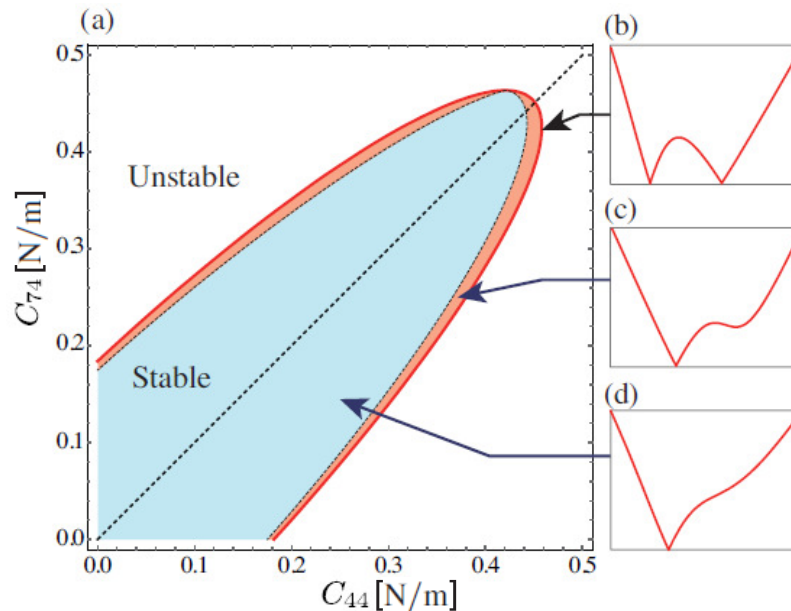 (a)
(b)
0.5
0.4
Unstable
C₇₄ [N/m]
0.3
(c)
0.2
Stable
(d)
0.1
0.0
0.0 0.1 0.2 0.3 0.4 0.5
C₄₄ [N/m]